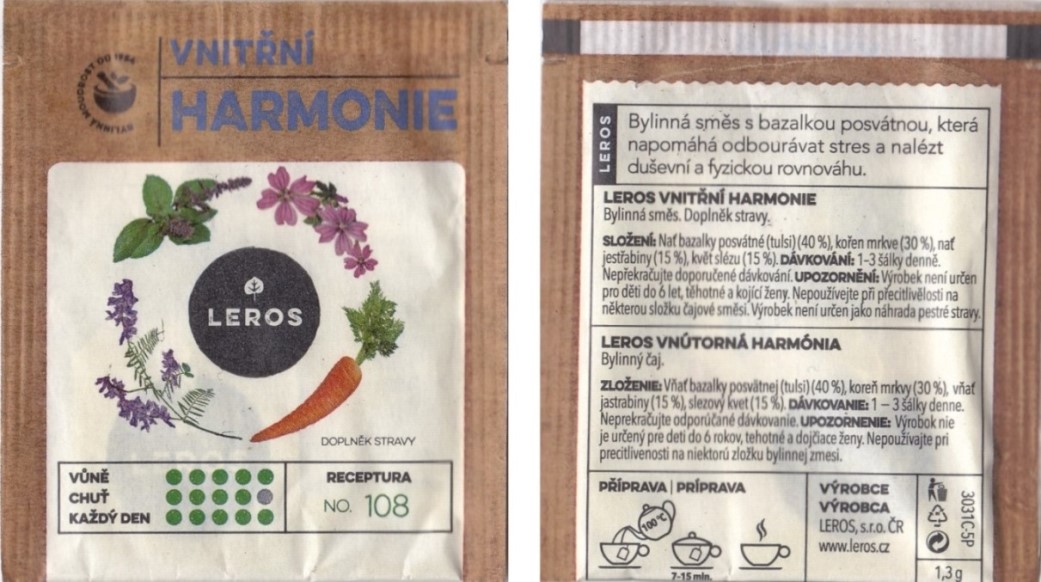 BYLINNÁ MOUDROST OD 1954
VNITŘNÍ
HARMONIE
LEROS
DOPLNĚK STRAVY
VŮNĚ
CHUŤ
KAŽDÝ DEN
RECEPTURA
NO. 108
LEROS
Bylinná směs s bazalkou posvátnou, která
napomáhá odbourávat stres a nalézt
duševní a fyzickou rovnováhu.
LEROS VNITŘNÍ HARMONIE
Bylinná směs. Doplněk stravy.
SLOŽENÍ: Nať bazalky posvátné (tulsi) (40 %), kořen mrkve (30 %), nať
jestřabiny (15 %), květ slézu (15 %). DÁVKOVÁNÍ: 1-3 šálky denně.
Nepřekračujte doporučené dávkování. UPOZORNĚNÍ: Výrobek není určen
pro děti do 6 let, těhotné a kojící ženy. Nepoužívejte při přecitlivělosti na
některou složku čajové směsi. Výrobek není určen jako náhrada pestré stravy.
LEROS VNÚTORNÁ HARMÓNIA
Bylinný čaj.
ZLOŽENIE: Vňať bazalky posvätnej (tulsi) (40 %), koreň mrkvy (30 %), vňať
jastrabiny (15 %), slezový kvet (15 %). DÁVKOVANIE: 1 – 3 šálky denne.
Neprekračujte odporúčané dávkovanie. UPOZORNENIE: Výrobok nie
je určený pre deti do 6 rokov, tehotné a dojčiace ženy. Nepoužívajte pri
precitlivenosti na niektorú zložku bylinnej zmesi.
PŘÍPRAVA | PRÍPRAVA
100°C
7-15 min.
VÝROBCE
VÝROBCA
LEROS, s.r.o. ČR
www.leros.cz
3031C-5P
1,3 g